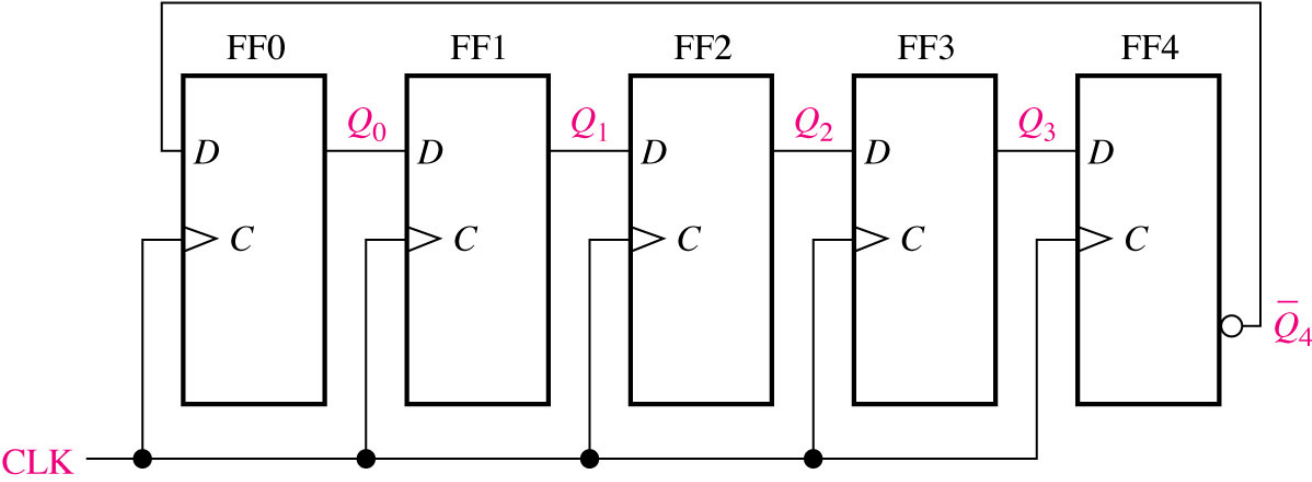 FF0 FF1 FF2 FF3 FF4
Q₀ Q₁ Q₂ Q₃
D D D D D
C C C C C
Q̅₄
CLK